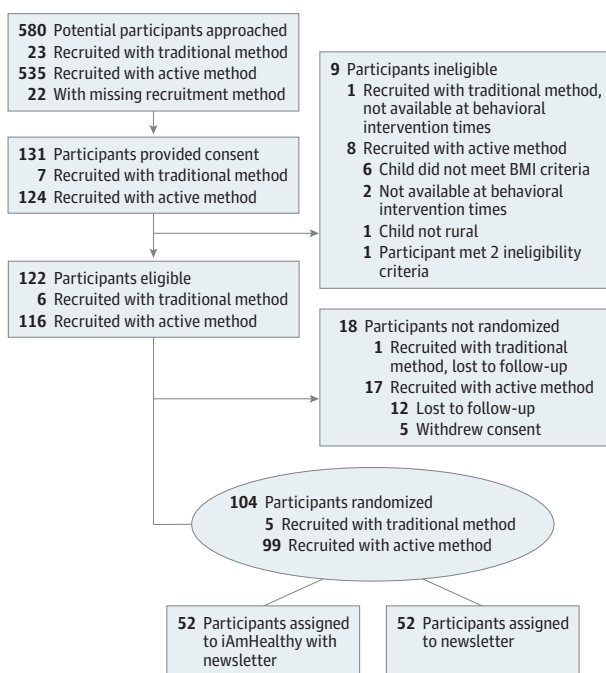 580 Potential participants approached
23 Recruited with traditional method
535 Recruited with active method
22 With missing recruitment method
9 Participants ineligible
1 Recruited with traditional method,
not available at behavioral
intervention times
8 Recruited with active method
6 Child did not meet BMI criteria
2 Not available at behavioral
intervention times
1 Child not rural
1 Participant met 2 ineligibility
criteria
131 Participants provided consent
7 Recruited with traditional method
124 Recruited with active method
122 Participants eligible
6 Recruited with traditional method
116 Recruited with active method
18 Participants not randomized
1 Recruited with traditional
method, lost to follow-up
17 Recruited with active method
12 Lost to follow-up
5 Withdrew consent
104 Participants randomized
5 Recruited with traditional method
99 Recruited with active method
52 Participants assigned
to iAmHealthy with
newsletter
52 Participants assigned
to newsletter